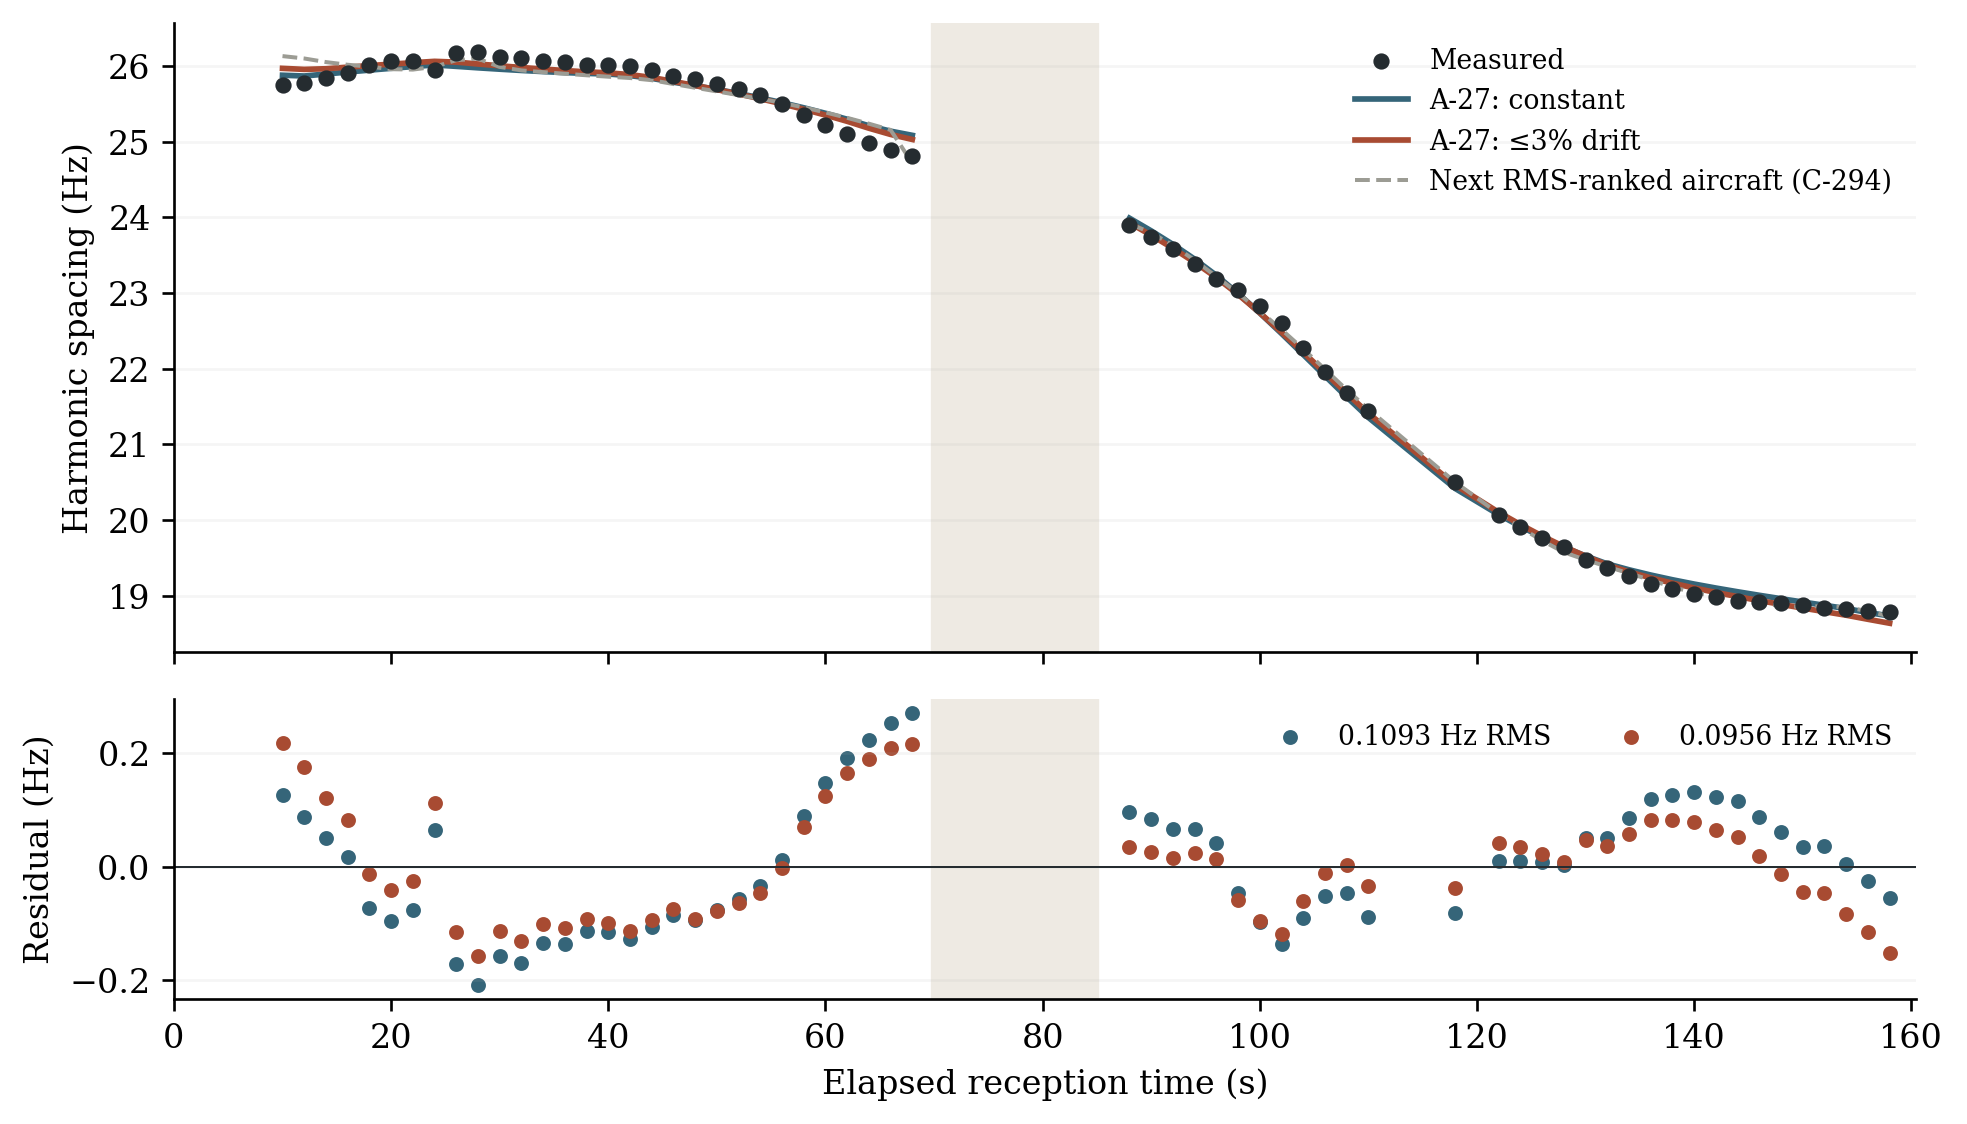 Harmonic spacing (Hz)
26
25
24
23
22
21
20
19
Measured
A-27: constant
A-27: ≤3% drift
Next RMS-ranked aircraft (C-294)
Residual (Hz)
0.2
0.0
−0.2
0.1093 Hz RMS
0.0956 Hz RMS
0 20 40 60 80 100 120 140 160
Elapsed reception time (s)